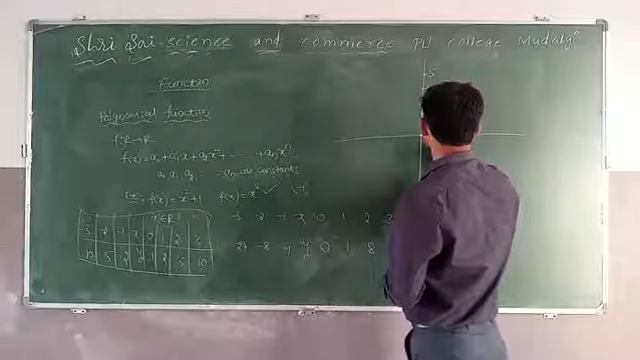 Shri Sai science and commerce PU college Mudalgi
Function
Polynomial function
f:R→R
f(x)=a₀+a₁x+a₂x²+- +aₙxⁿ
a₀ a₁ a₂ - - aₙ are constants
Ex: f(x)=x²+1 f(x)=x³ ✓
x∈R
-3 -2 -1 x 0 1 2 3
10 5 2 y 1 2 5 10
-3 -2 -1 x 0 1 2
-27 -8 -1 y 0 1 8
5